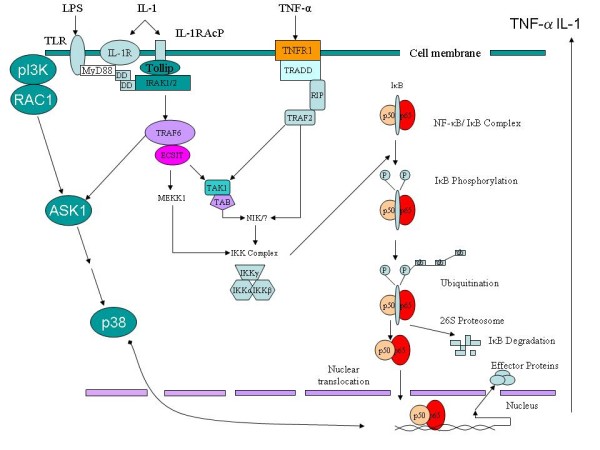 LPS
IL-1
TNF-α
TNF-α IL-1
TLR
IL-1R
IL-1RAcP
TNFR1
Cell membrane
pI3K
MyD88
Tollip
TRADD
DD
DD
IRAK1/2
RAC1
RIP
IκB
p50
p65
NF-κB/ IκB Complex
TRAF2
TRAF6
ECSIT
P
P
IκB Phosphorylation
TAK1
MEKK1
TAB
ASK1
p50
p65
NIK/?
IKK Complex
P
P
IKKγ
Ubiquitination
IKKα
IKKβ
p50
p65
26S Proteosome
p38
IκB Degradation
p50
p65
Nuclear
translocation
Effector Proteins
p50
p65
Nucleus